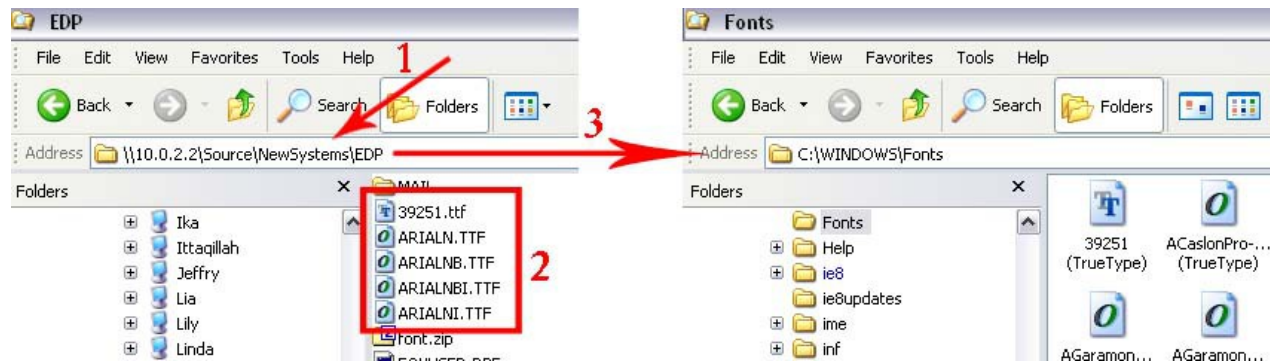 EDP
File Edit View Favorites Tools Help
1
Back Search Folders
Address \\10.0.2.2\Source\NewSystems\EDP
Folders
Ika
Ittaqillah
Jeffry
Lia
Lily
Linda
MAIL
39251.ttf
ARIALN.TTF
ARIALNB.TTF
ARIALNBI.TTF
ARIALNI.TTF
font.zip
2
3
Fonts
File Edit View Favorites Tools Help
Back Search Folders
Address C:\WINDOWS\Fonts
Folders
Fonts
Help
ie8
ie8updates
ime
inf
39251
(TrueType)
ACaslonPro-...
(TrueType)
AGaramon...
AGaramon...